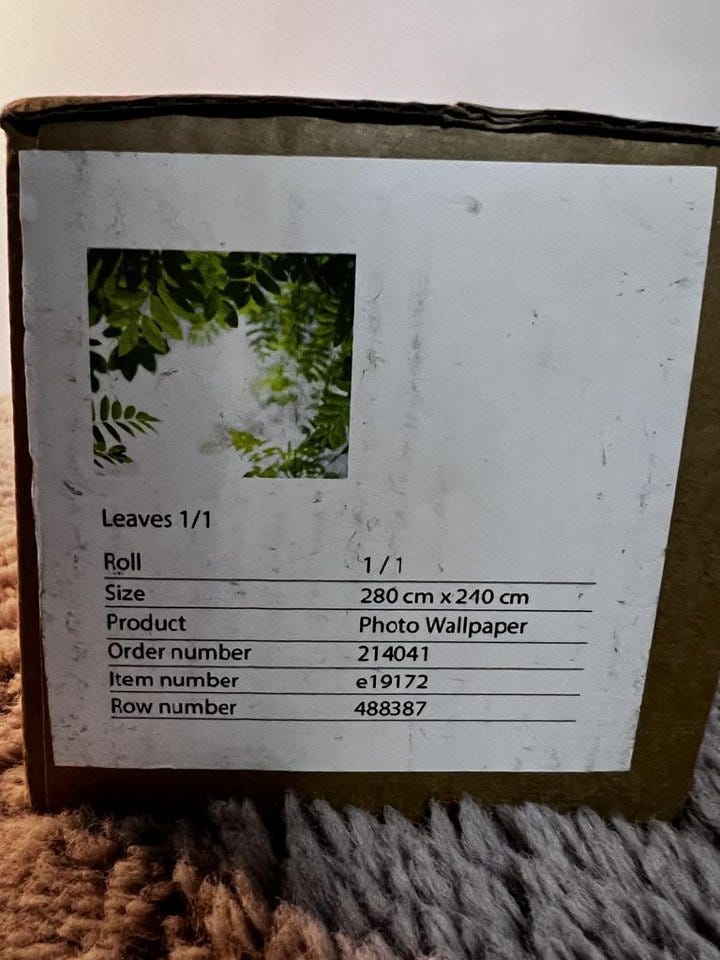 Leaves 1/1
Roll 1 / 1
Size 280 cm x 240 cm
Product Photo Wallpaper
Order number 214041
Item number e19172
Row number 488387